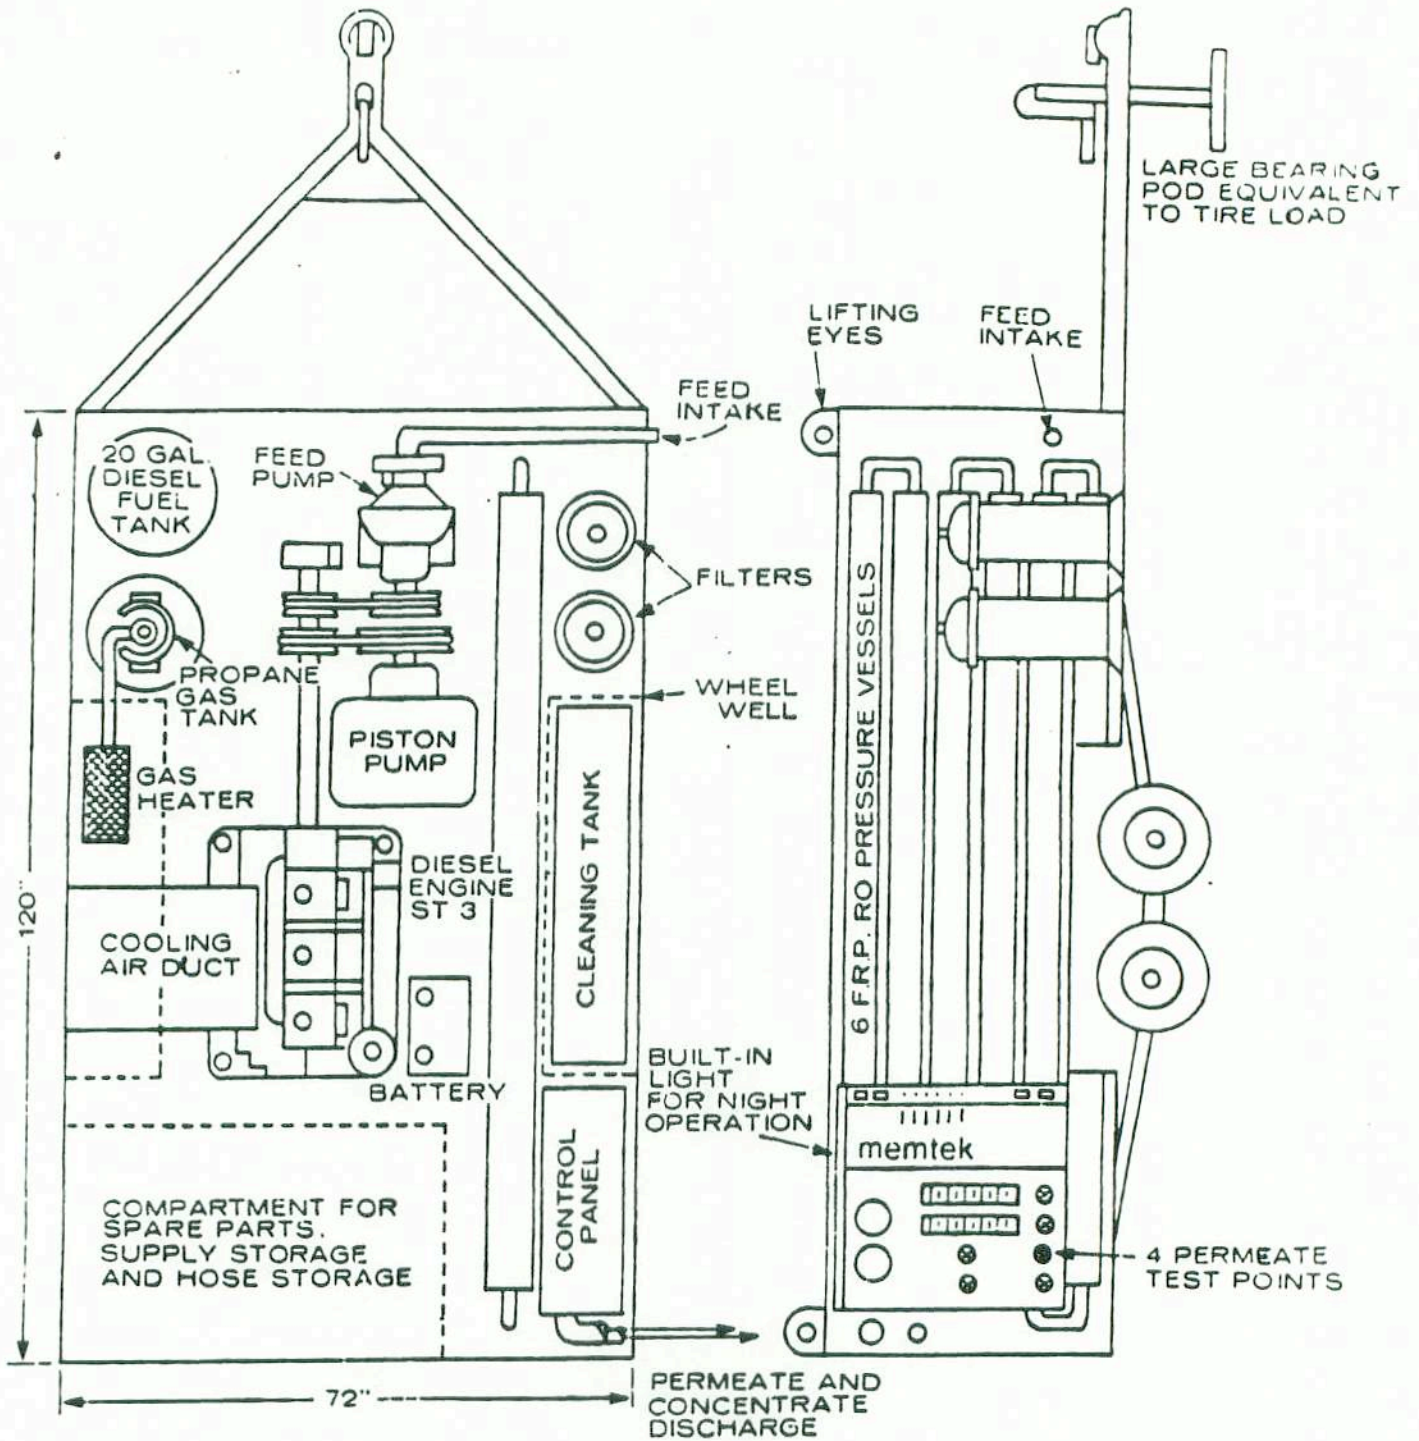 LARGE BEARING
POD EQUIVALENT
TO TIRE LOAD
LIFTING
EYES
FEED
INTAKE
FEED
INTAKE
20 GAL.
DIESEL
FUEL
TANK
FEED
PUMP
FILTERS
PROPANE
GAS
TANK
WHEEL
WELL
PISTON
PUMP
GAS
HEATER
CLEANING TANK
6 F.R.P. RO PRESSURE VESSELS
DIESEL
ENGINE
ST 3
120"
COOLING
AIR DUCT
BATTERY
BUILT-IN
LIGHT
FOR NIGHT
OPERATION
memtek
CONTROL
PANEL
COMPARTMENT FOR
SPARE PARTS.
SUPPLY STORAGE
AND HOSE STORAGE
4 PERMEATE
TEST POINTS
72"
PERMEATE AND
CONCENTRATE
DISCHARGE